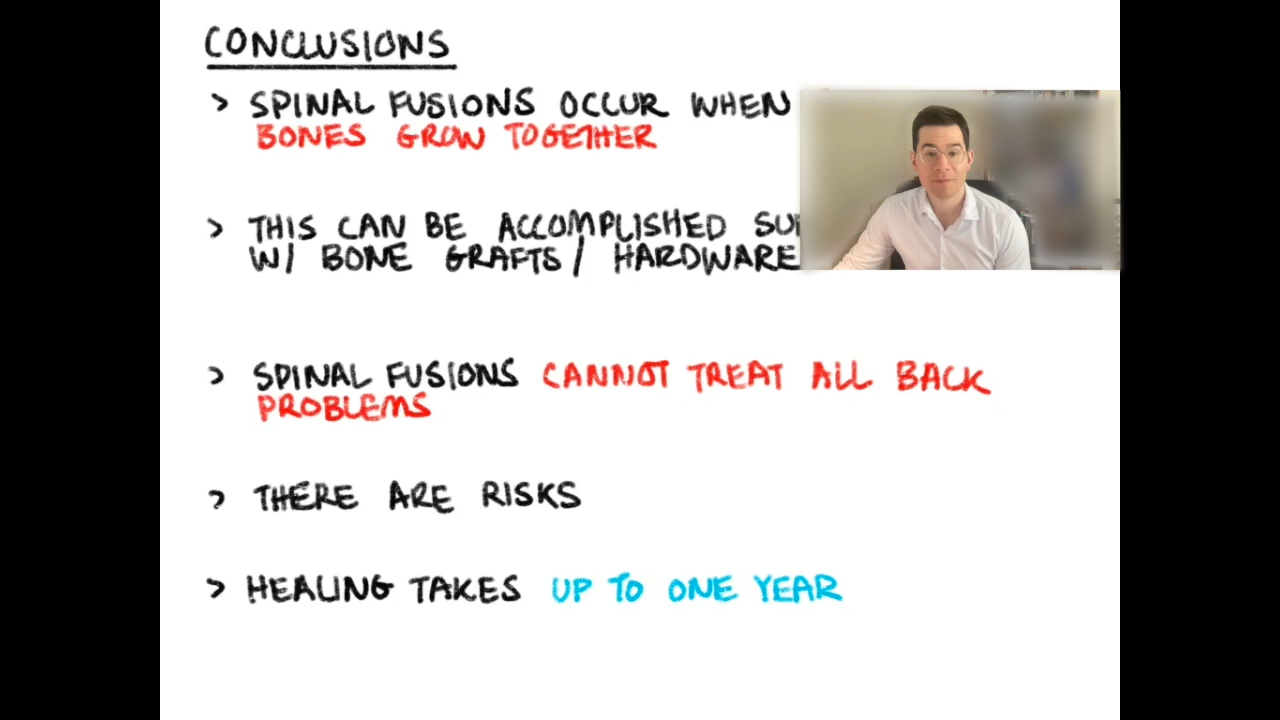 CONCLUSIONS
> SPINAL FUSIONS OCCUR WHEN
BONES GROW TOGETHER
> THIS CAN BE ACCOMPLISHED
W/ BONE GRAFTS / HARDWARE
> SPINAL FUSIONS CANNOT TREAT ALL BACK
PROBLEMS
> THERE ARE RISKS
> HEALING TAKES UP TO ONE YEAR